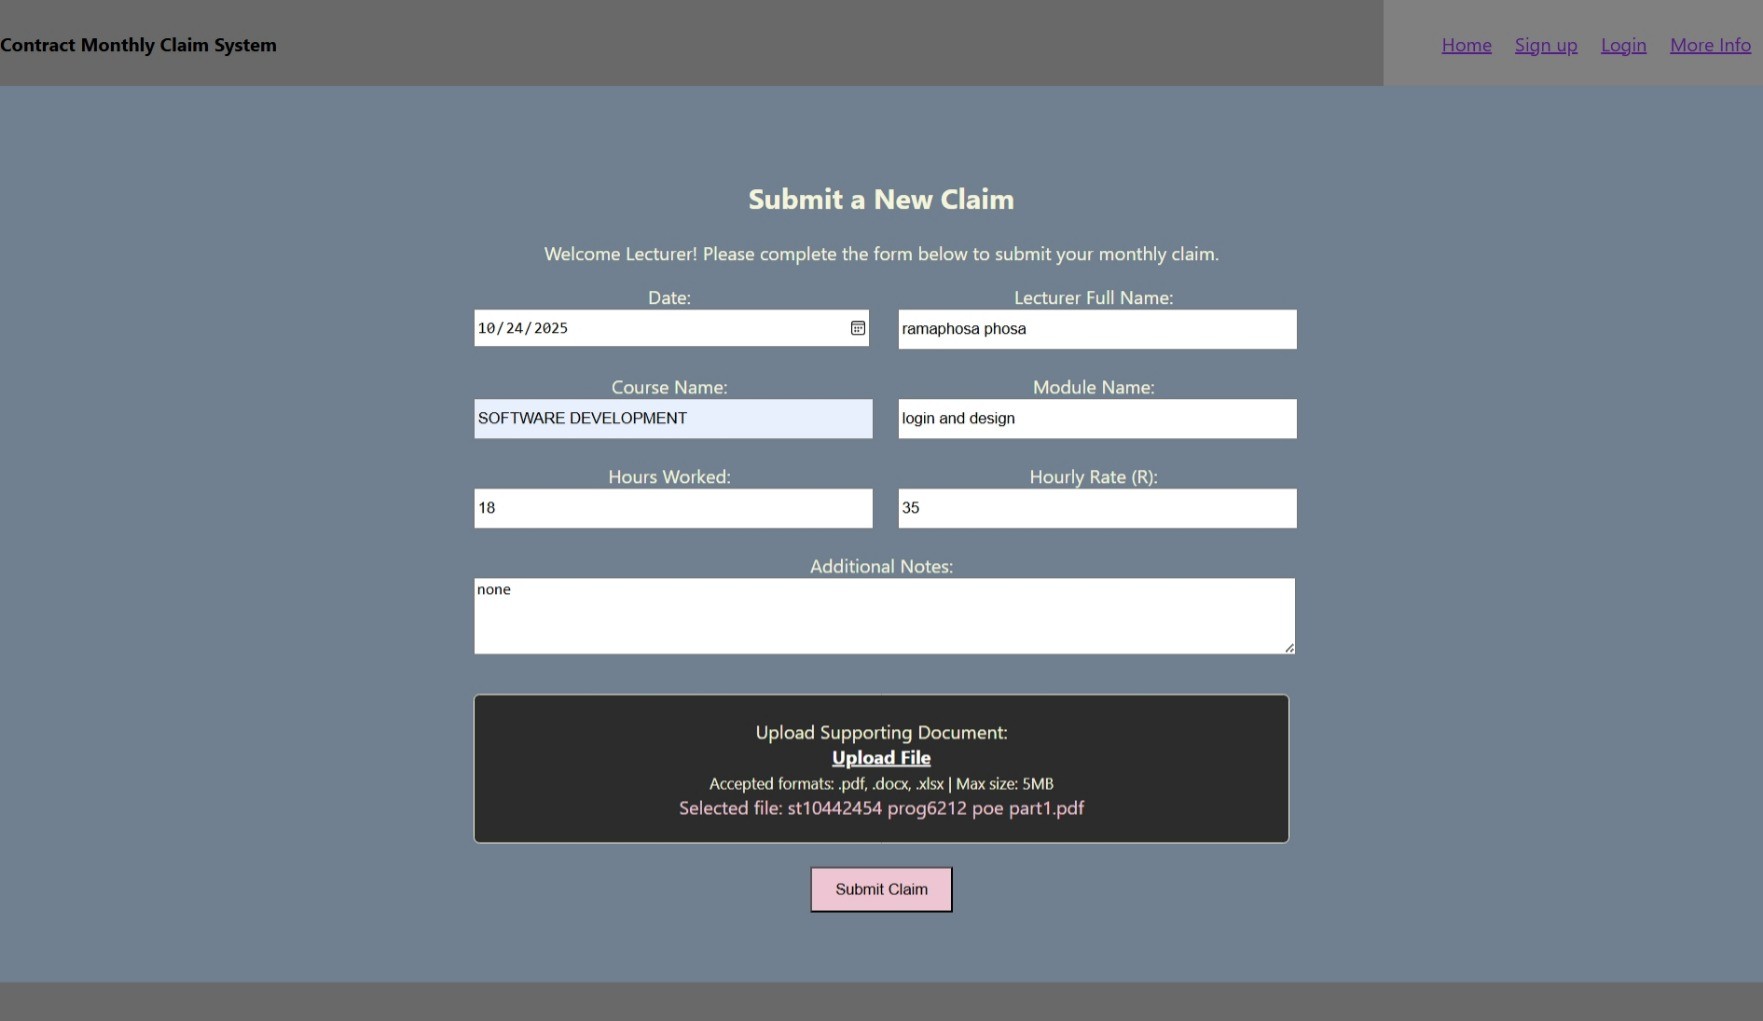 Contract Monthly Claim System
Home Sign up Login More Info
Submit a New Claim
Welcome Lecturer! Please complete the form below to submit your monthly claim.
Date: Lecturer Full Name:
10/24/2025 ramaphosa phosa
Course Name: Module Name:
SOFTWARE DEVELOPMENT login and design
Hours Worked: Hourly Rate (R):
18 35
Additional Notes:
none
Upload Supporting Document:
Upload File
Accepted formats: .pdf, .docx, .xlsx | Max size: 5MB
Selected file: st10442454 prog6212 poe part1.pdf
Submit Claim